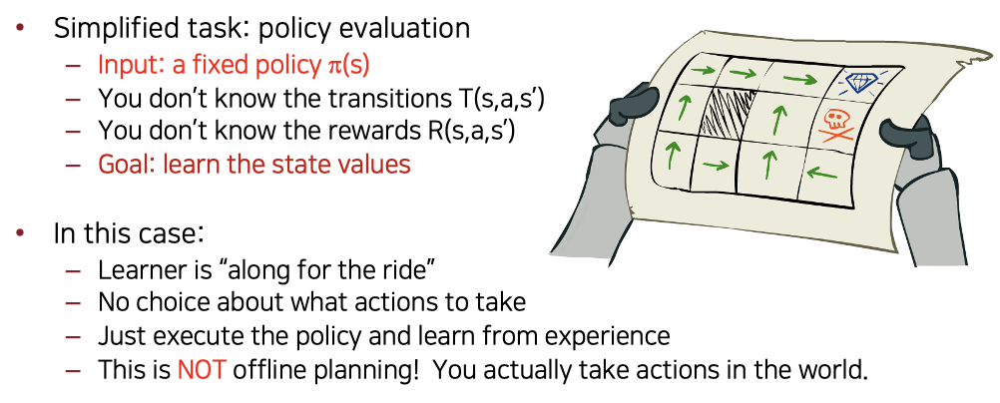 • Simplified task: policy evaluation
– Input: a fixed policy π(s)
– You don’t know the transitions T(s,a,s’)
– You don’t know the rewards R(s,a,s’)
– Goal: learn the state values
• In this case:
– Learner is “along for the ride”
– No choice about what actions to take
– Just execute the policy and learn from experience
– This is NOT offline planning! You actually take actions in the world.